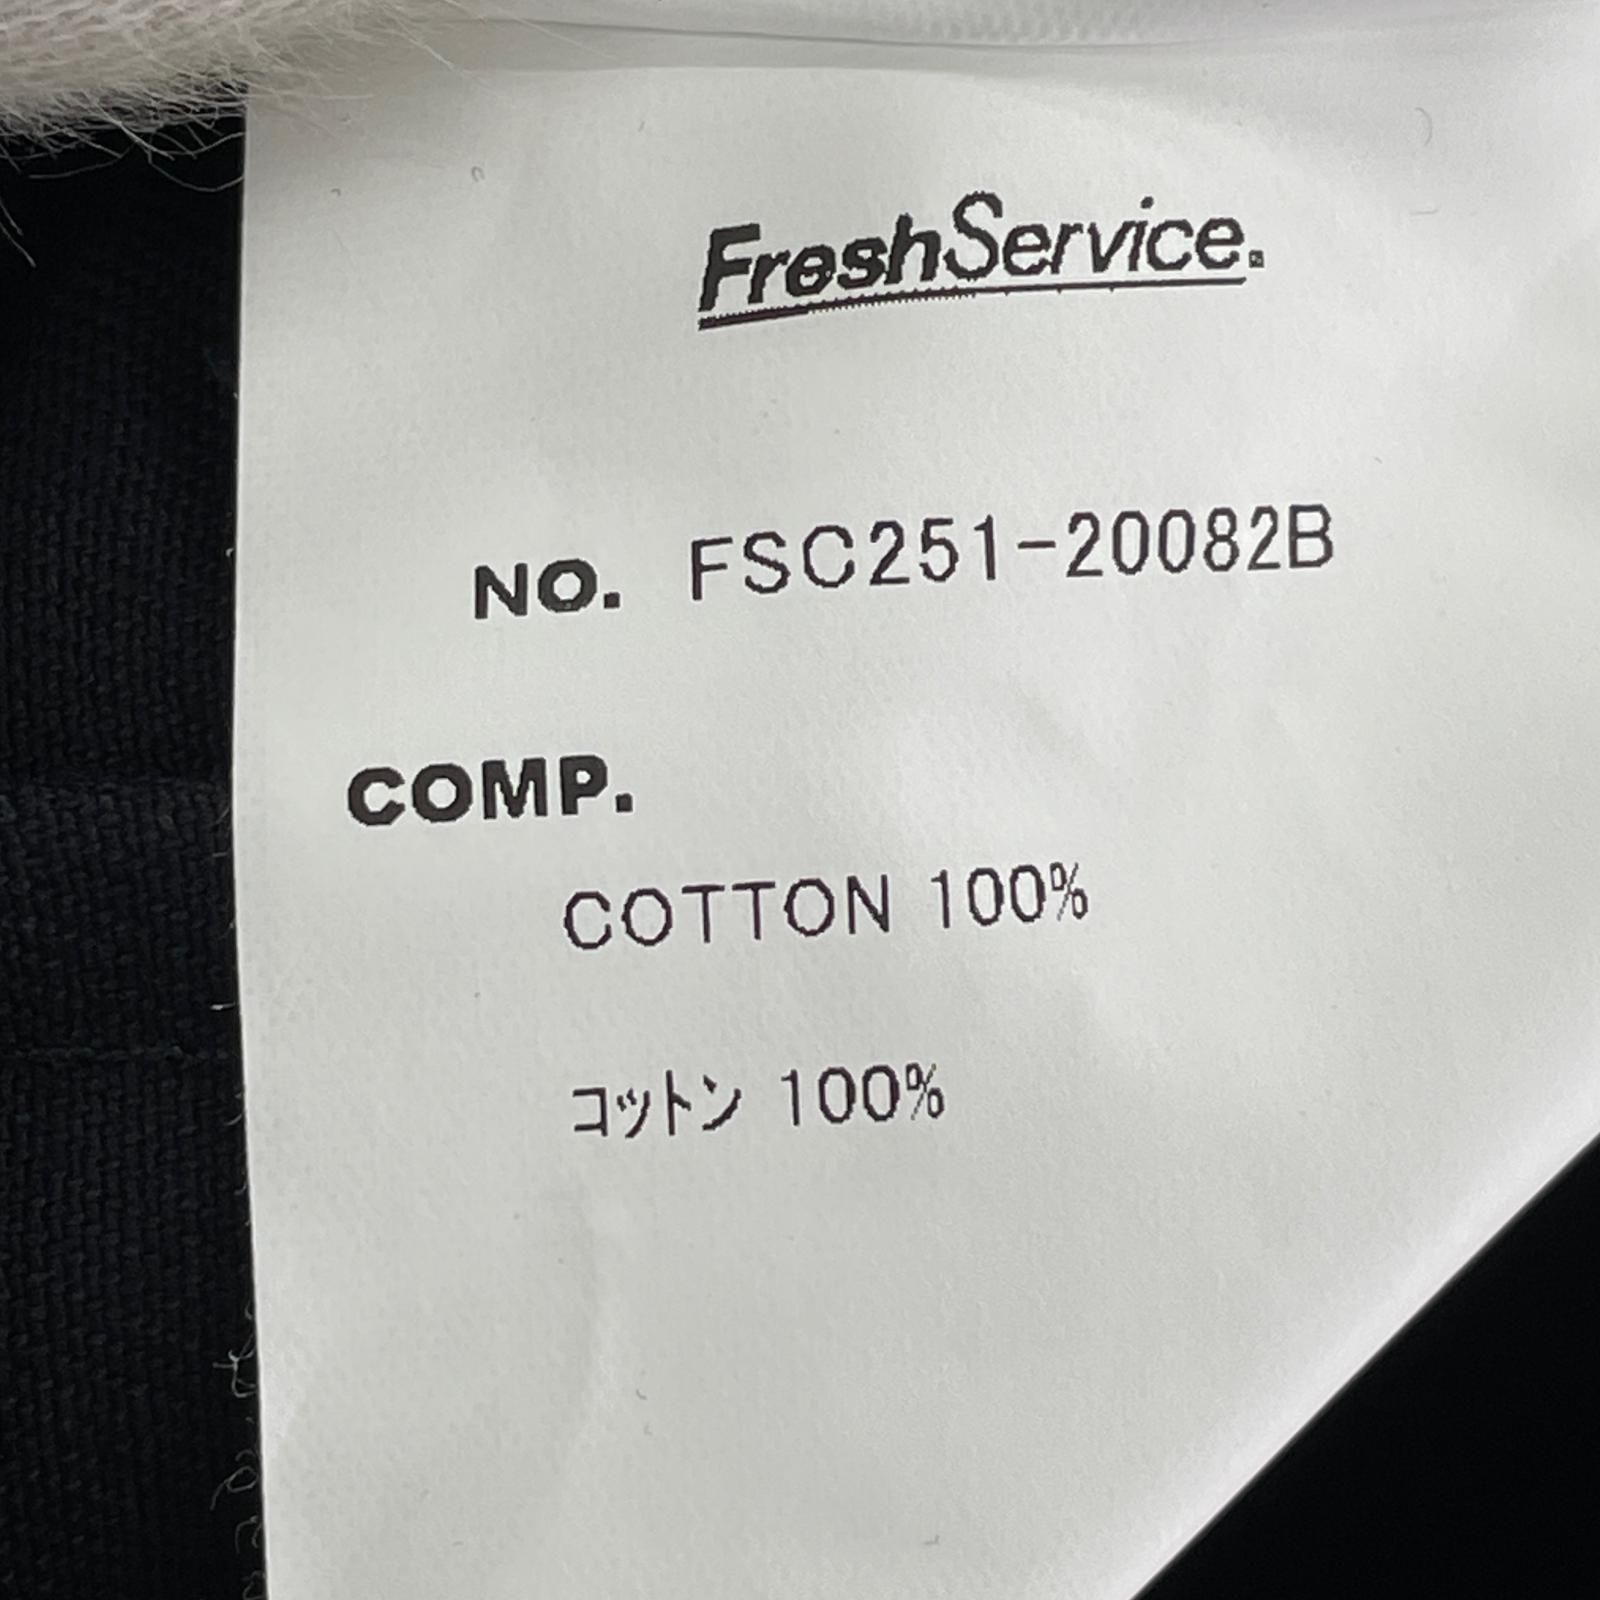 FreshService.
NO. FSC251-20082B
COMP.
COTTON 100%
コットン 100%